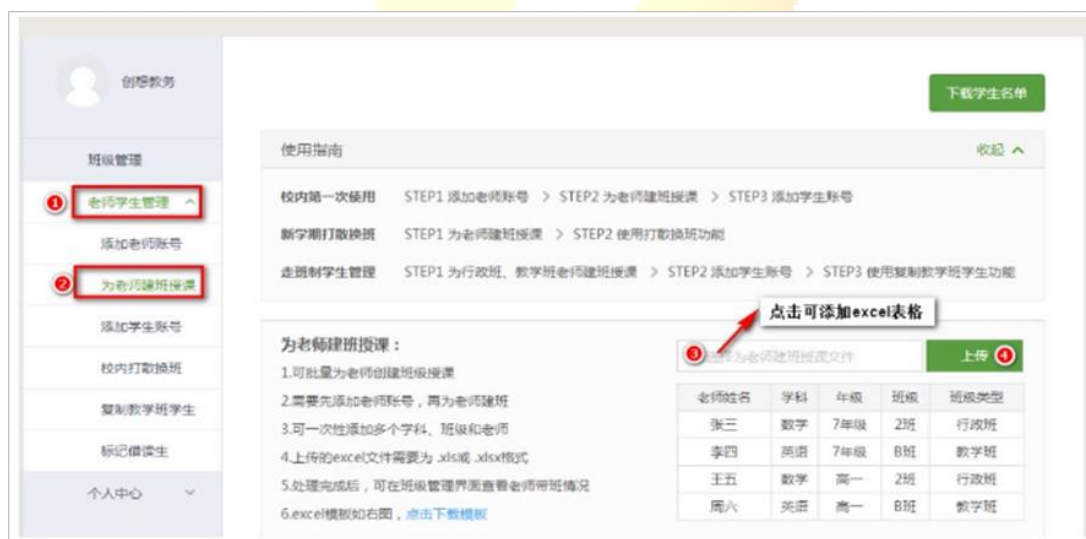 创想教务
下载学生名单
班级管理
使用指南
收起
① 老师学生管理
校内第一次使用 STEP1 添加老师账号 > STEP2 为老师建班授课 > STEP3 添加学生账号
添加老师账号
新学期打散换班 STEP1 为老师建班授课 > STEP2 使用打散换班功能
② 为老师建班授课
走班制学生管理 STEP1 为行政班、教学班老师建班授课 > STEP2 添加学生账号 > STEP3 使用复制教学班学生功能
添加学生账号
校内打散换班
复制教学班学生
标记借读生
个人中心
点击可添加excel表格
为老师建班授课：
1.可批量为老师创建班级授课
2.需要先添加老师账号，再为老师建班
3.可一次性添加多个学科、班级和老师
4.上传的excel文件需要为 .xls或 .xlsx格式
5.处理完成后，可在班级管理界面查看老师带班情况
6.excel模板如右图，点击下载模板
③ 为老师建班授课文件
上传 ④
老师姓名 学科 年级 班级 班级类型
张三 数学 7年级 2班 行政班
李四 英语 7年级 B班 教学班
王五 数学 高一 2班 行政班
周六 英语 高一 B班 教学班